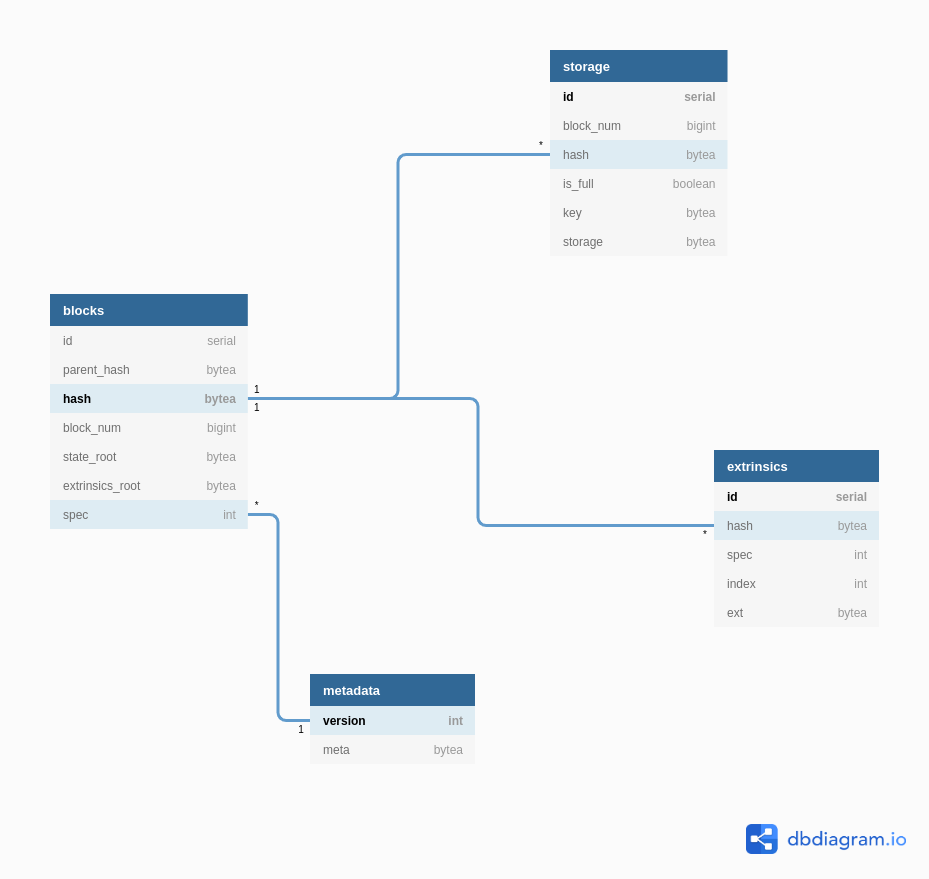 storage
id serial
block_num bigint
*
hash bytea
is_full boolean
key bytea
storage bytea
blocks
id serial
parent_hash bytea
1
hash bytea
1
block_num bigint
state_root bytea
extrinsics_root bytea
*
spec int
extrinsics
id serial
hash bytea
*
spec int
index int
ext bytea
metadata
version int
1
meta bytea
dbdiagram.io